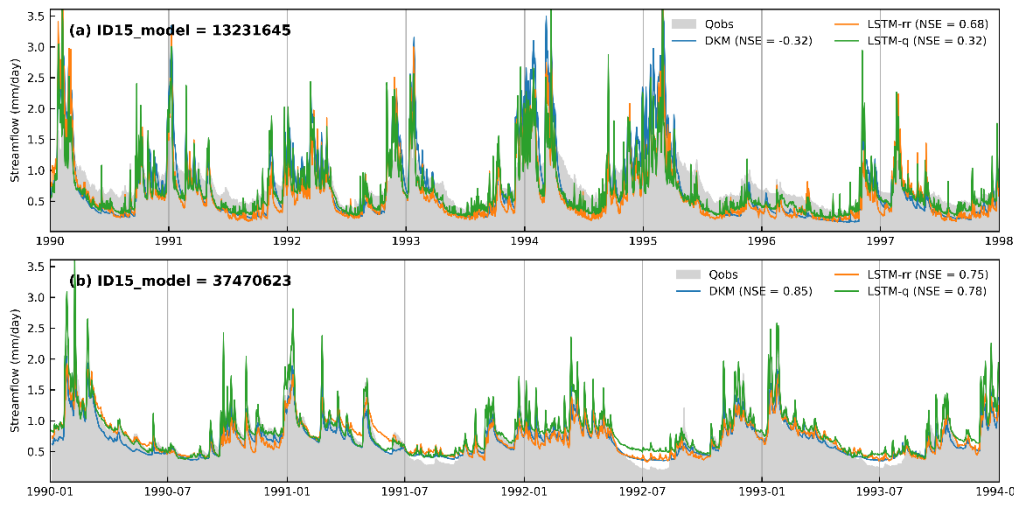 (a) ID15_model = 13231645
Qobs
DKM (NSE = -0.32)
LSTM-rr (NSE = 0.68)
LSTM-q (NSE = 0.32)
Streamflow (mm/day)
3.5
3.0
2.5
2.0
1.5
1.0
0.5
1990 1991 1992 1993 1994 1995 1996 1997 1998
(b) ID15_model = 37470623
Qobs
DKM (NSE = 0.85)
LSTM-rr (NSE = 0.75)
LSTM-q (NSE = 0.78)
Streamflow (mm/day)
3.5
3.0
2.5
2.0
1.5
1.0
0.5
1990-01 1990-07 1991-01 1991-07 1992-01 1992-07 1993-01 1993-07 1994-0